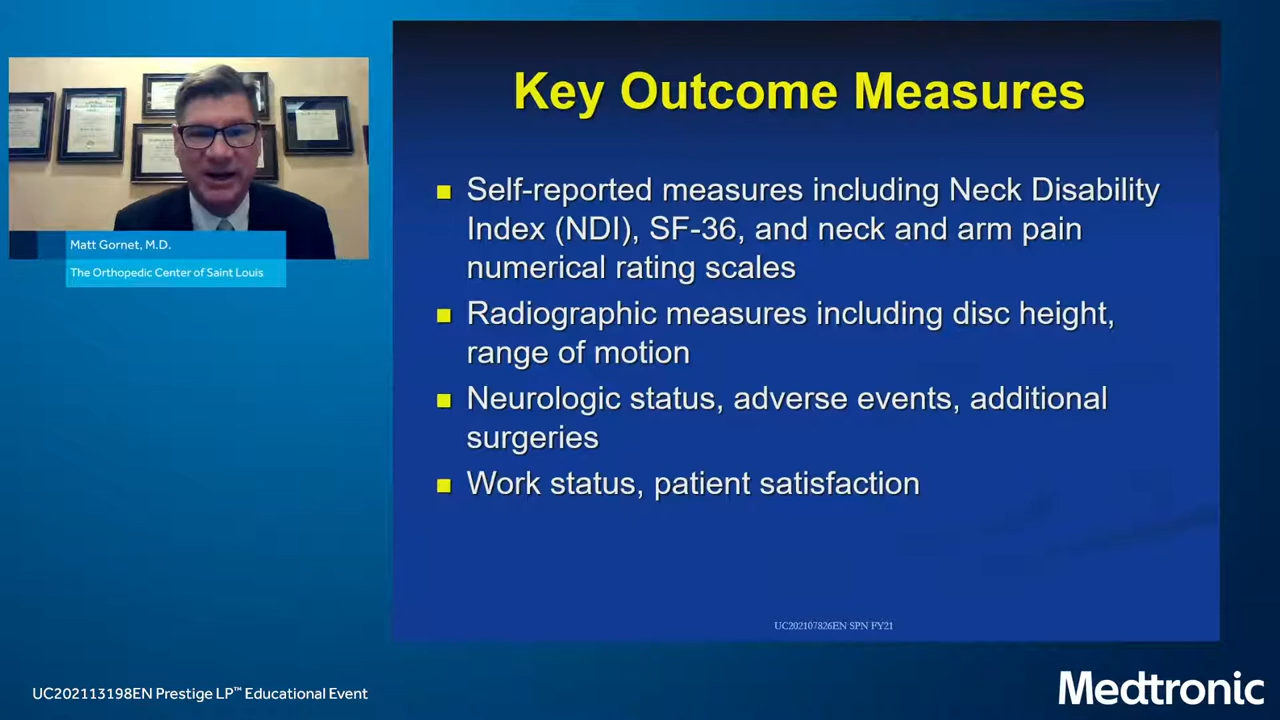 Matt Gornet, M.D.
The Orthopedic Center of Saint Louis
Key Outcome Measures
Self-reported measures including Neck Disability
Index (NDI), SF-36, and neck and arm pain
numerical rating scales
Radiographic measures including disc height,
range of motion
Neurologic status, adverse events, additional
surgeries
Work status, patient satisfaction
UC202107826EN SPN FY21
UC202113198EN Prestige LP™ Educational Event
Medtronic